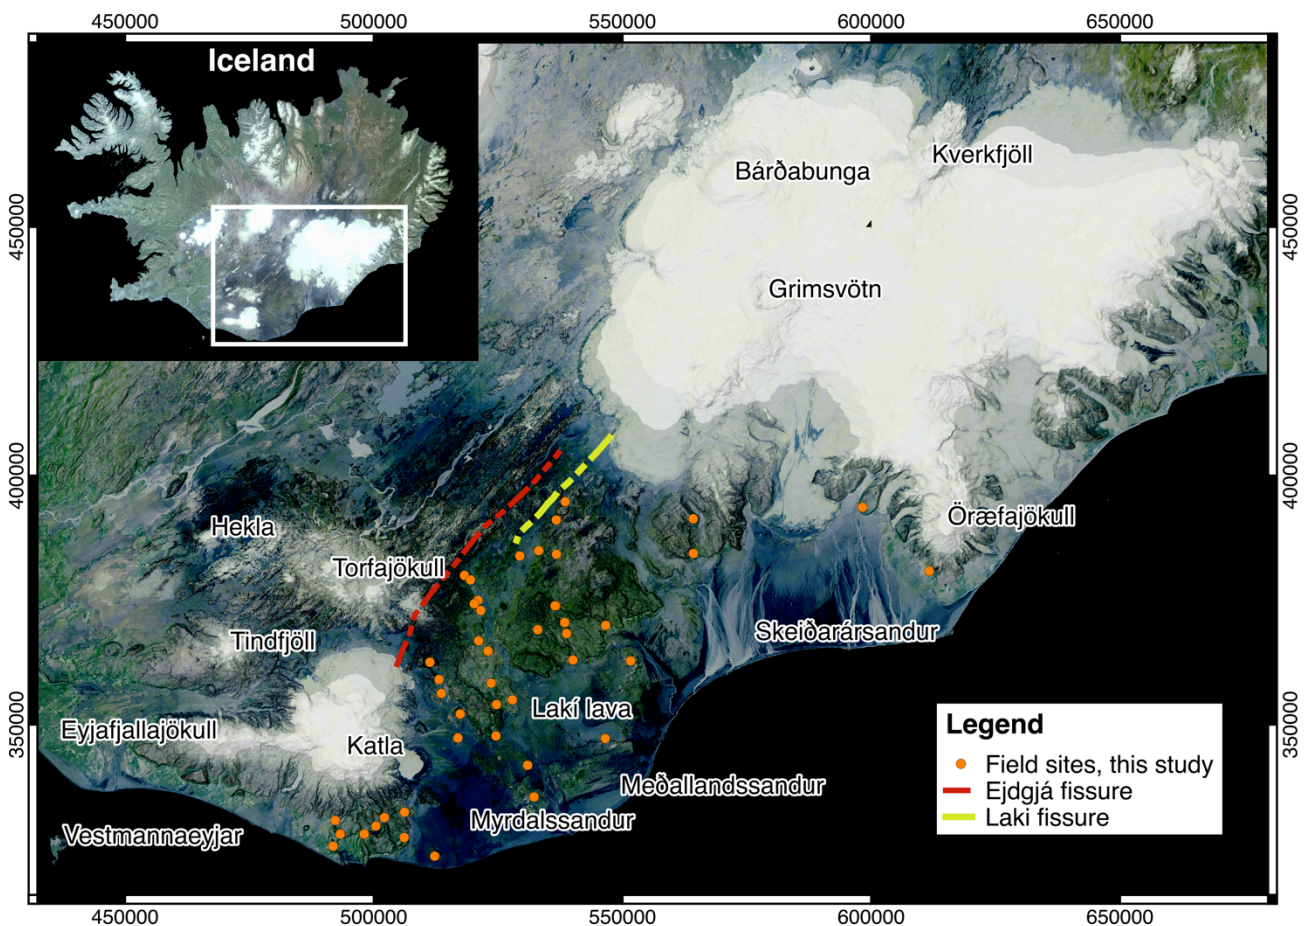 450000 500000 550000 600000 650000
Iceland
Kverkfjöll
Bárðabunga
450000 450000
Grimsvötn
400000 400000
Hekla
Öræfajökull
Torfajökull
Tindfjöll
Skeiðarársandur
Lakí lava
Eyjafjallajökull
Katla
350000 350000
Legend
Field sites, this study
Ejdgjá fissure
Laki fissure
Meðallandssandur
Myrdalssandur
Vestmannaeyjar
450000 500000 550000 600000 650000